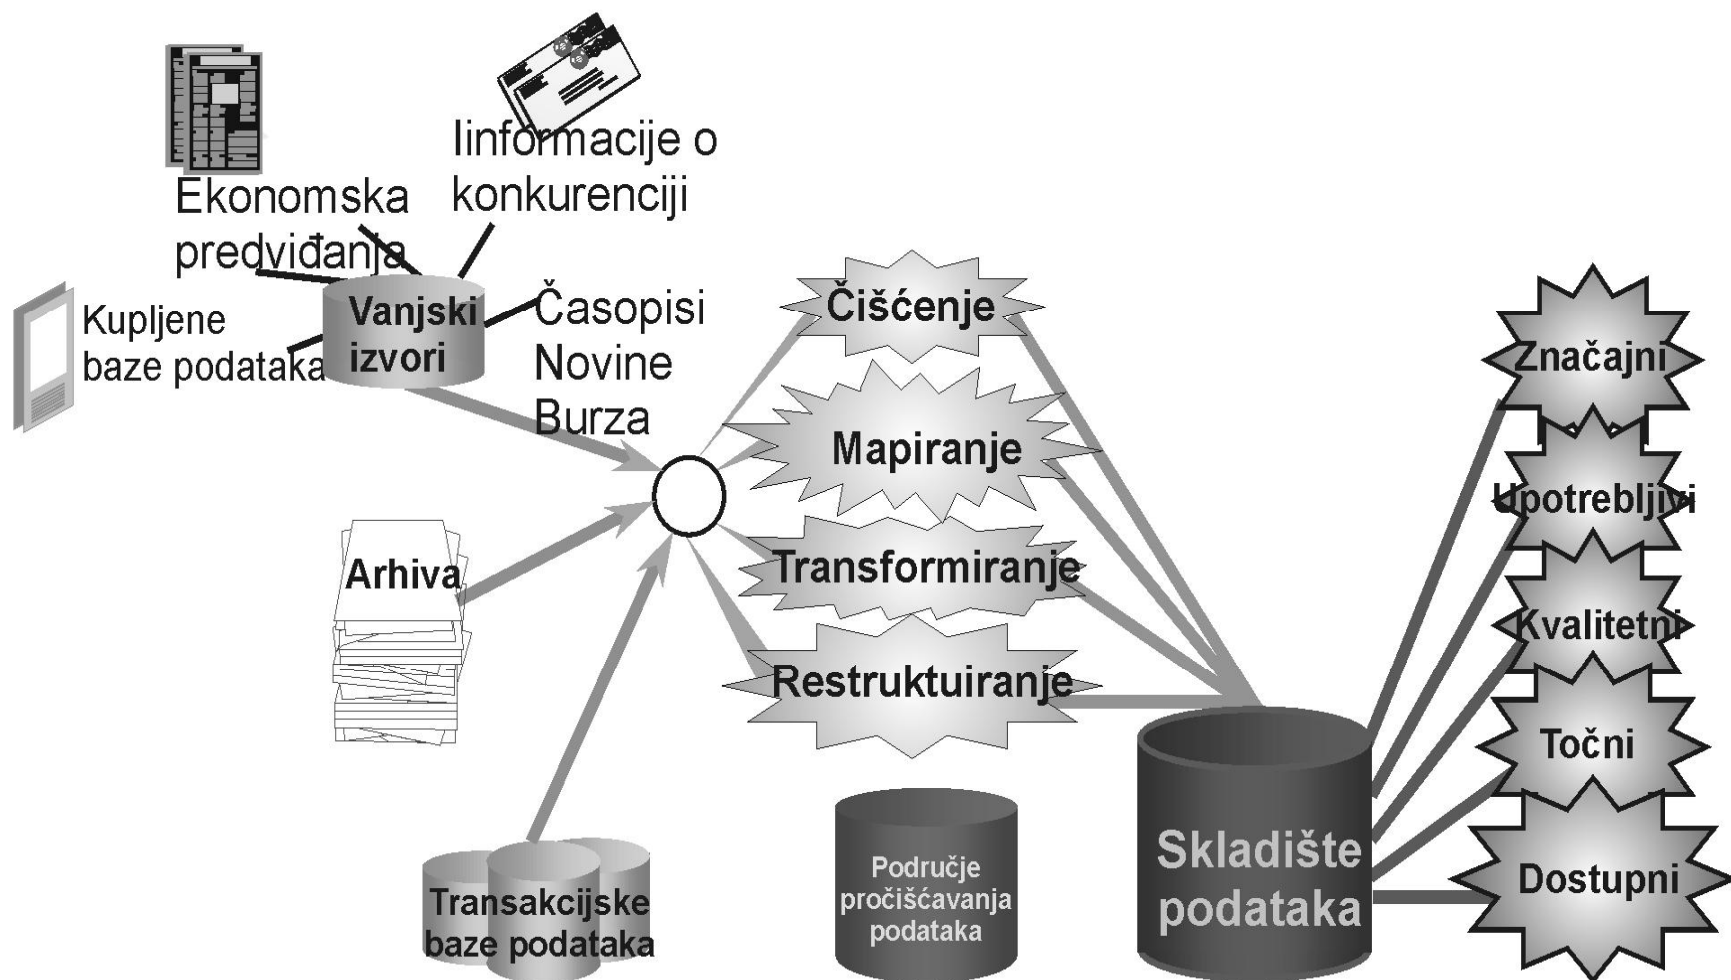 Iinformacije o
konkurenciji
Ekonomska
predviđanja
Kupljene
baze podataka
Vanjski
izvori
Časopisi
Novine
Burza
Arhiva
Transakcijske
baze podataka
Čišćenje
Mapiranje
Transformiranje
Restruktuiranje
Područje
pročišćavanja
podataka
Skladište
podataka
Značajni
Upotrebljivi
Kvalitetni
Točni
Dostupni